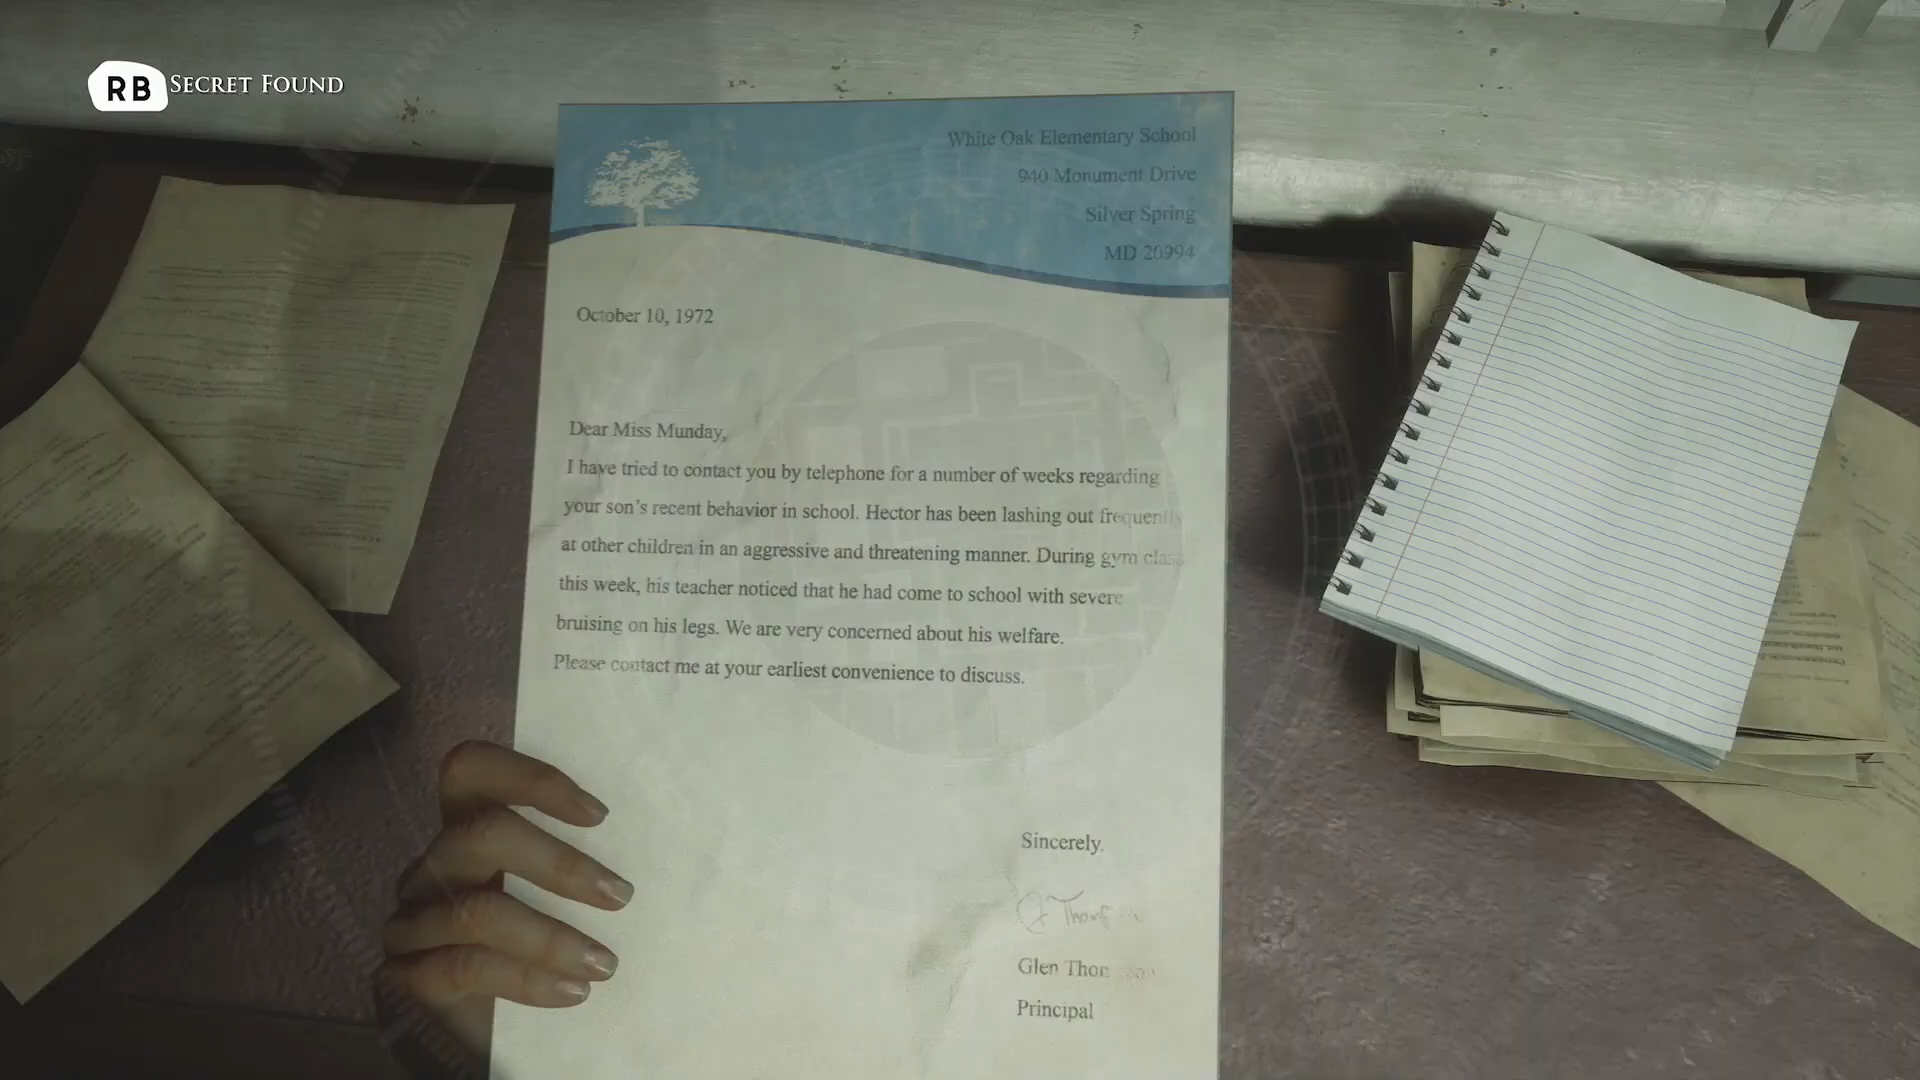 RB SECRET FOUND
White Oak Elementary School
940 Monument Drive
Silver Spring
MD 20994
October 10, 1972
Dear Miss Munday,
I have tried to contact you by telephone for a number of weeks regarding
your son's recent behavior in school. Hector has been lashing out frequently
at other children in an aggressive and threatening manner. During gym class
this week, his teacher noticed that he had come to school with severe
bruising on his legs. We are very concerned about his welfare.
Please contact me at your earliest convenience to discuss.
Sincerely,
Glen
Principal